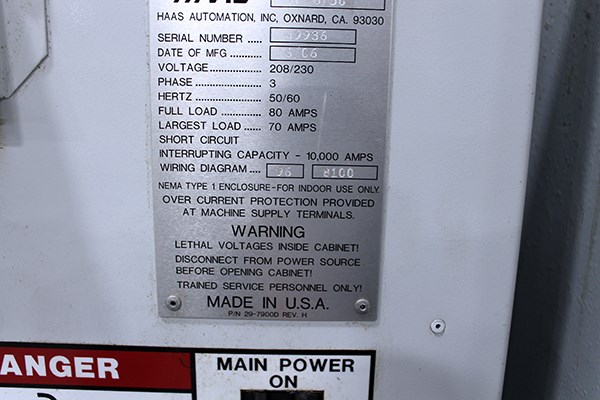 HAAS AUTOMATION, INC, OXNARD, CA. 93030
SERIAL NUMBER ..... 49936
DATE OF MFG ........... 06
VOLTAGE ............... 208/230
PHASE ................... 3
HERTZ ................... 50/60
FULL LOAD ............ 80 AMPS
LARGEST LOAD ...... 70 AMPS
SHORT CIRCUIT
INTERRUPTING CAPACITY - 10,000 AMPS
WIRING DIAGRAM .... 96 8100
NEMA TYPE 1 ENCLOSURE-FOR INDOOR USE ONLY
OVER CURRENT PROTECTION PROVIDED
AT MACHINE SUPPLY TERMINALS.
WARNING
LETHAL VOLTAGES INSIDE CABINET!
DISCONNECT FROM POWER SOURCE
BEFORE OPENING CABINET!
TRAINED SERVICE PERSONNEL ONLY!
MADE IN U.S.A.
P/N 29-7900D REV. H
ANGER
MAIN POWER
ON